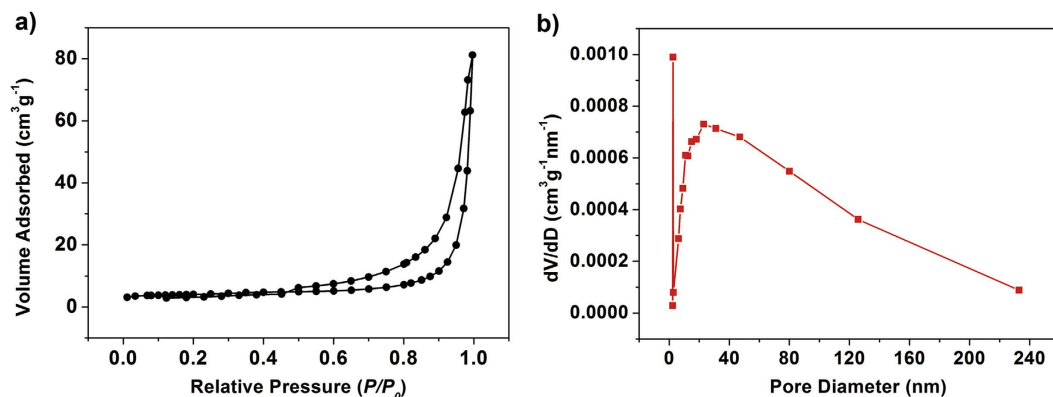 a)
80
60
40
20
0
Volume Adsorbed (cm³g⁻¹)
0.0 0.2 0.4 0.6 0.8 1.0
Relative Pressure (P/P₀)
b)
0.0010
0.0008
0.0006
0.0004
0.0002
0.0000
dV/dD (cm³g⁻¹nm⁻¹)
0 40 80 120 160 200 240
Pore Diameter (nm)